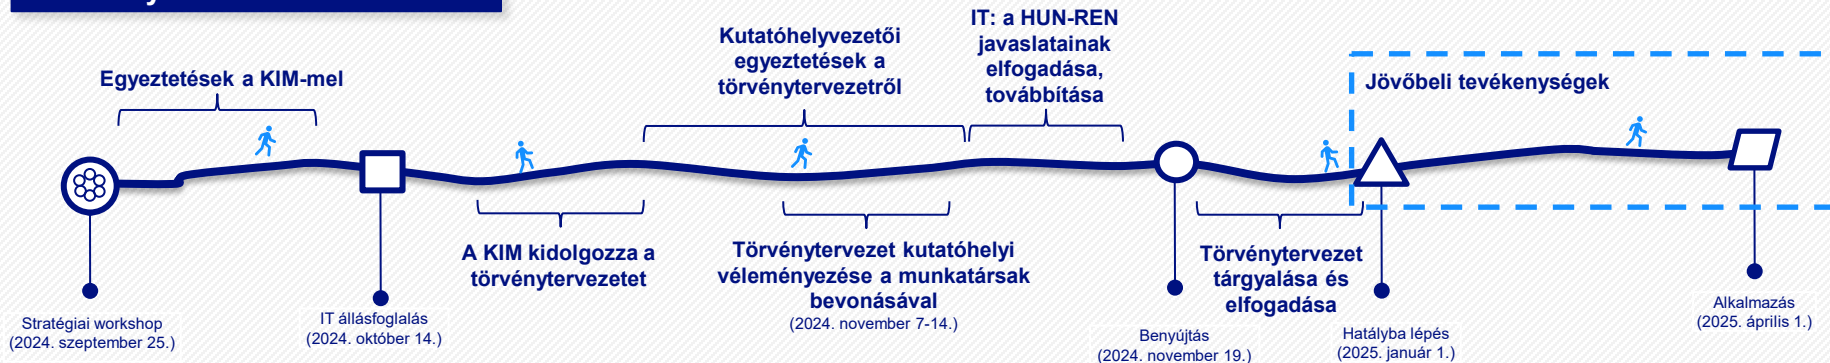 Egyeztetések a KIM-mel
Kutatóhelyvezetői
egyeztetések a
törvénytervezetről
IT: a HUN-REN
javaslatainak
elfogadása,
továbbítása
Jövőbeli tevékenységek
A KIM kidolgozza a
törvénytervezetet
Törvénytervezet kutatóhelyi
véleményezése a munkatársak
bevonásával
(2024. november 7-14.)
Törvénytervezet
tárgyalása és
elfogadása
Stratégiai workshop
(2024. szeptember 25.)
IT állásfoglalás
(2024. október 14.)
Benyújtás
(2024. november 19.)
Hatályba lépés
(2025. január 1.)
Alkalmazás
(2025. április 1.)